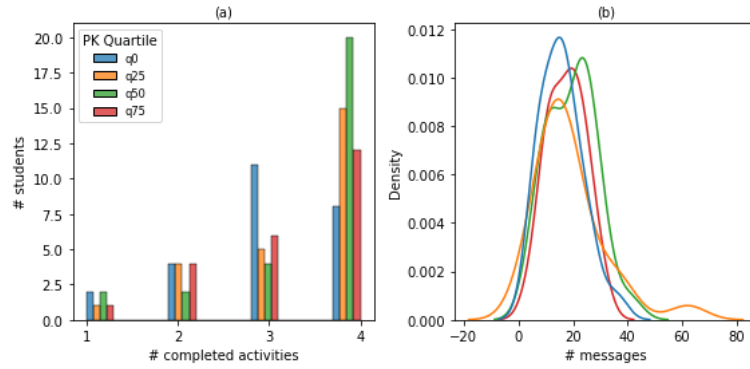 (a)
PK Quartile
q0
q25
q50
q75
# students
20.0
17.5
15.0
12.5
10.0
7.5
5.0
2.5
0.0
1 2 3 4
# completed activities
(b)
Density
0.012
0.010
0.008
0.006
0.004
0.002
0.000
−20 0 20 40 60 80
# messages